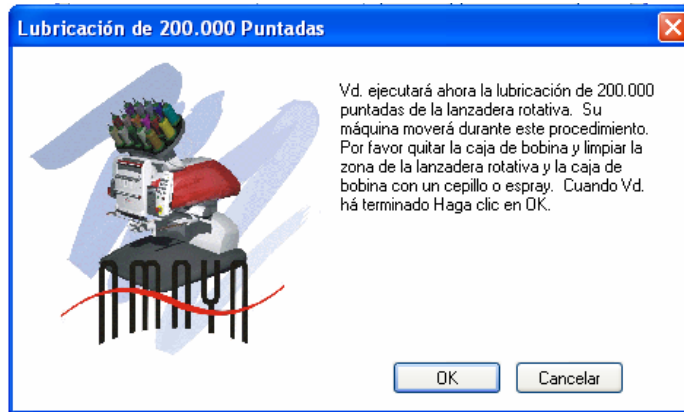 Lubricación de 200.000 Puntadas
Vd. ejecutará ahora la lubricación de 200.000
puntadas de la lanzadera rotativa.  Su
máquina moverá durante este procedimiento.
Por favor quitar la caja de bobina y limpiar la
zona de la lanzadera rotativa y la caja de
bobina con un cepillo o espray.  Cuando Vd.
há terminado Haga clic en OK.
amaya
OK
Cancelar